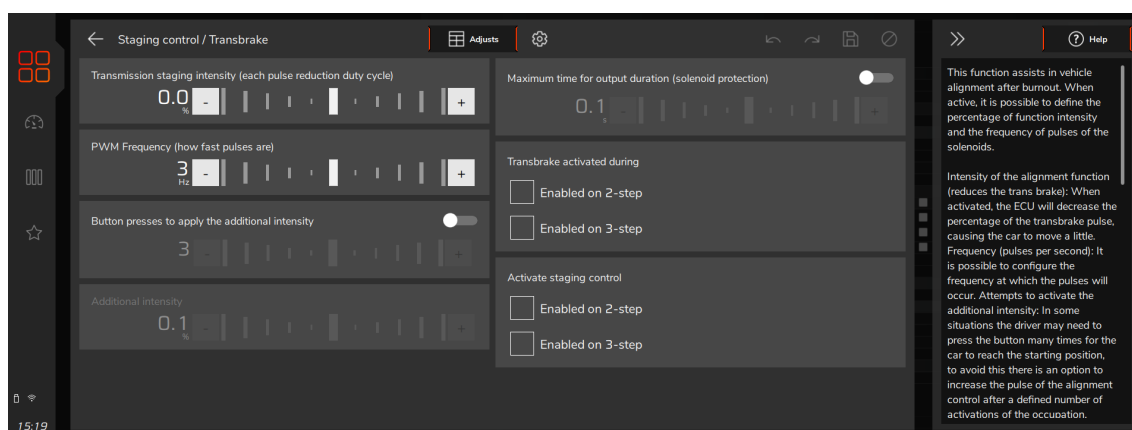 Staging control / Transbrake
Adjusts
Help
Transmission staging intensity (each pulse reduction duty cycle)
0.0
%
-
+
PWM Frequency (how fast pulses are)
3
Hz
-
+
Button presses to apply the additional intensity
3
-
+
Additional intensity
0.1
%
-
+
Maximum time for output duration (solenoid protection)
0.1
s
-
+
Transbrake activated during
Enabled on 2-step
Enabled on 3-step
Activate staging control
Enabled on 2-step
Enabled on 3-step
This function assists in vehicle
alignment after burnout. When
active, it is possible to define the
percentage of function intensity
and the frequency of pulses of the
solenoids.
Intensity of the alignment function
(reduces the trans brake): When
activated, the ECU will decrease the
percentage of the transbrake pulse,
causing the car to move a little.
Frequency (pulses per second): It
is possible to configure the
frequency at which the pulses will
occur. Attempts to activate the
additional intensity: In some
situations the driver may need to
press the button many times for the
car to reach the starting position,
to avoid this there is an option to
increase the pulse of the alignment
control after a defined number of
activations of the occupation.
15:19